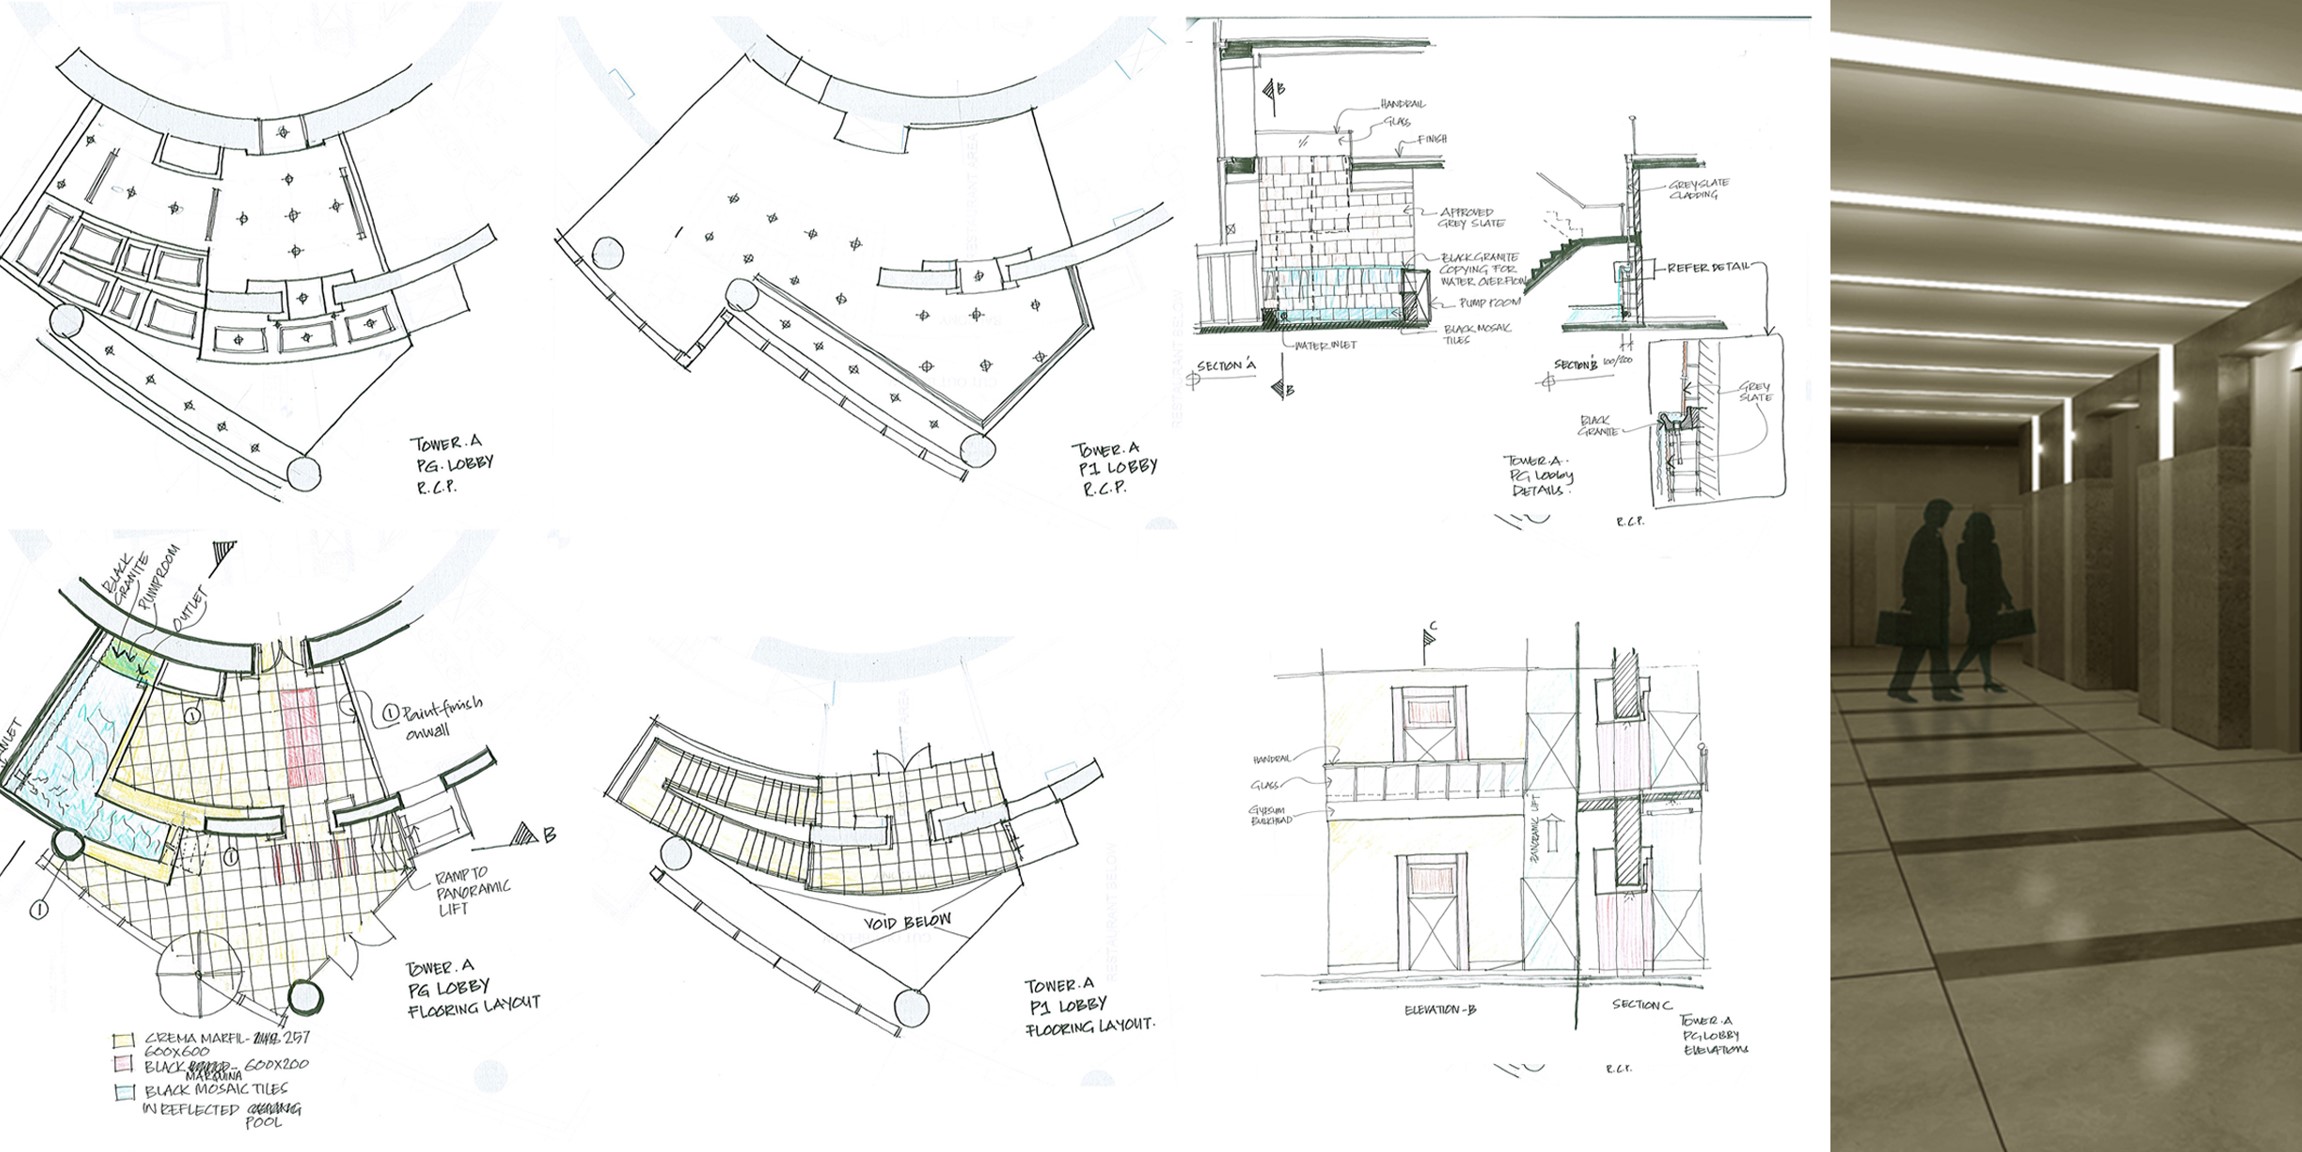 TOWER.A
PG. LOBBY
R.C.P.
TOWER.A
P1 LOBBY
R.C.P.
B
HANDRAIL
GLASS
FINISH
APPROVED
GREY SLATE
BLACK GRANITE
COPYING FOR
WATER OVERFLOW
PUMP ROOM
BLACK MOSAIC
TILES
WATER INLET
SECTION 'A
B
GREY SLATE
CLADDING
REFER DETAIL
SECTION B 100/200
GREY
SLATE
BLACK
GRANITE
TOWER.A.
PG LOBBY
DETAILS.
R.C.P.
BLACK
GRANITE
PUMPROOM
OUTLET
INLET
1
1 Paint-finish
on wall
1
B
RAMP TO
PANORAMIC
LIFT
1
TOWER.A
PG LOBBY
FLOORING LAYOUT
CREMA MARFIL- 257
600X600
BLACK - 600X200
MARQUINA
BLACK MOSAIC TILES
IN REFLECTED
POOL
VOID BELOW
RESTAURANT BELOW
TOWER.A
P1 LOBBY
FLOORING LAYOUT.
C
HANDRAIL
GLASS
GYPSUM
BULKHEAD
PANORAMIC LIFT
ELEVATION-B
SECTION C
TOWER.A
PG LOBBY
ELEVATIONS
R.C.P.